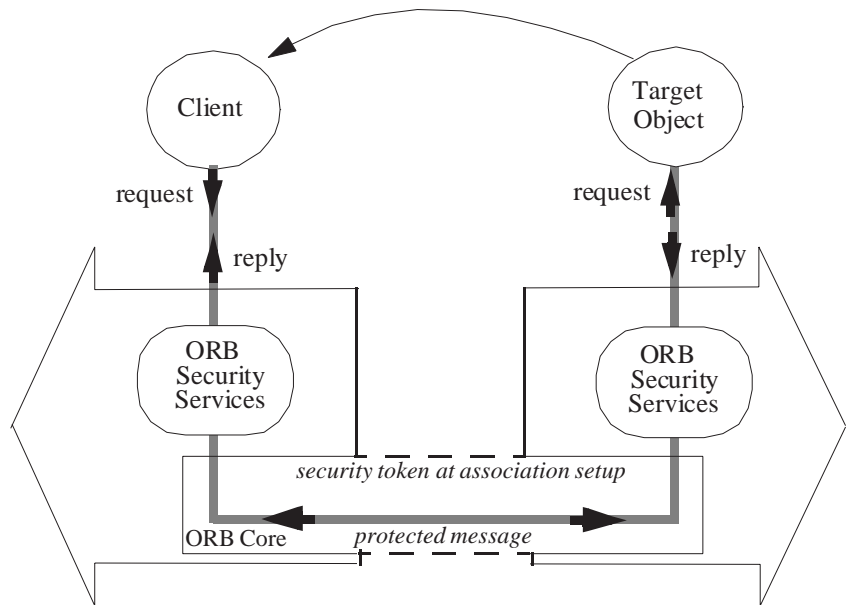 Client
Target
Object
request
request
reply
reply
ORB
Security
Services
ORB
Security
Services
security token at association setup
ORB Core
protected message